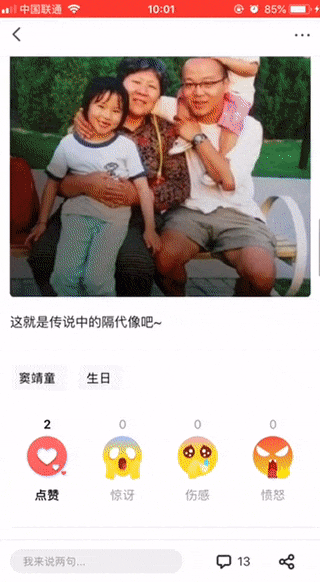 中国联通 10:01 85%
这就是传说中的隔代像吧~
窦靖童 生日
2 0 0 0
点赞 惊讶 伤感 愤怒
我来说两句... 13